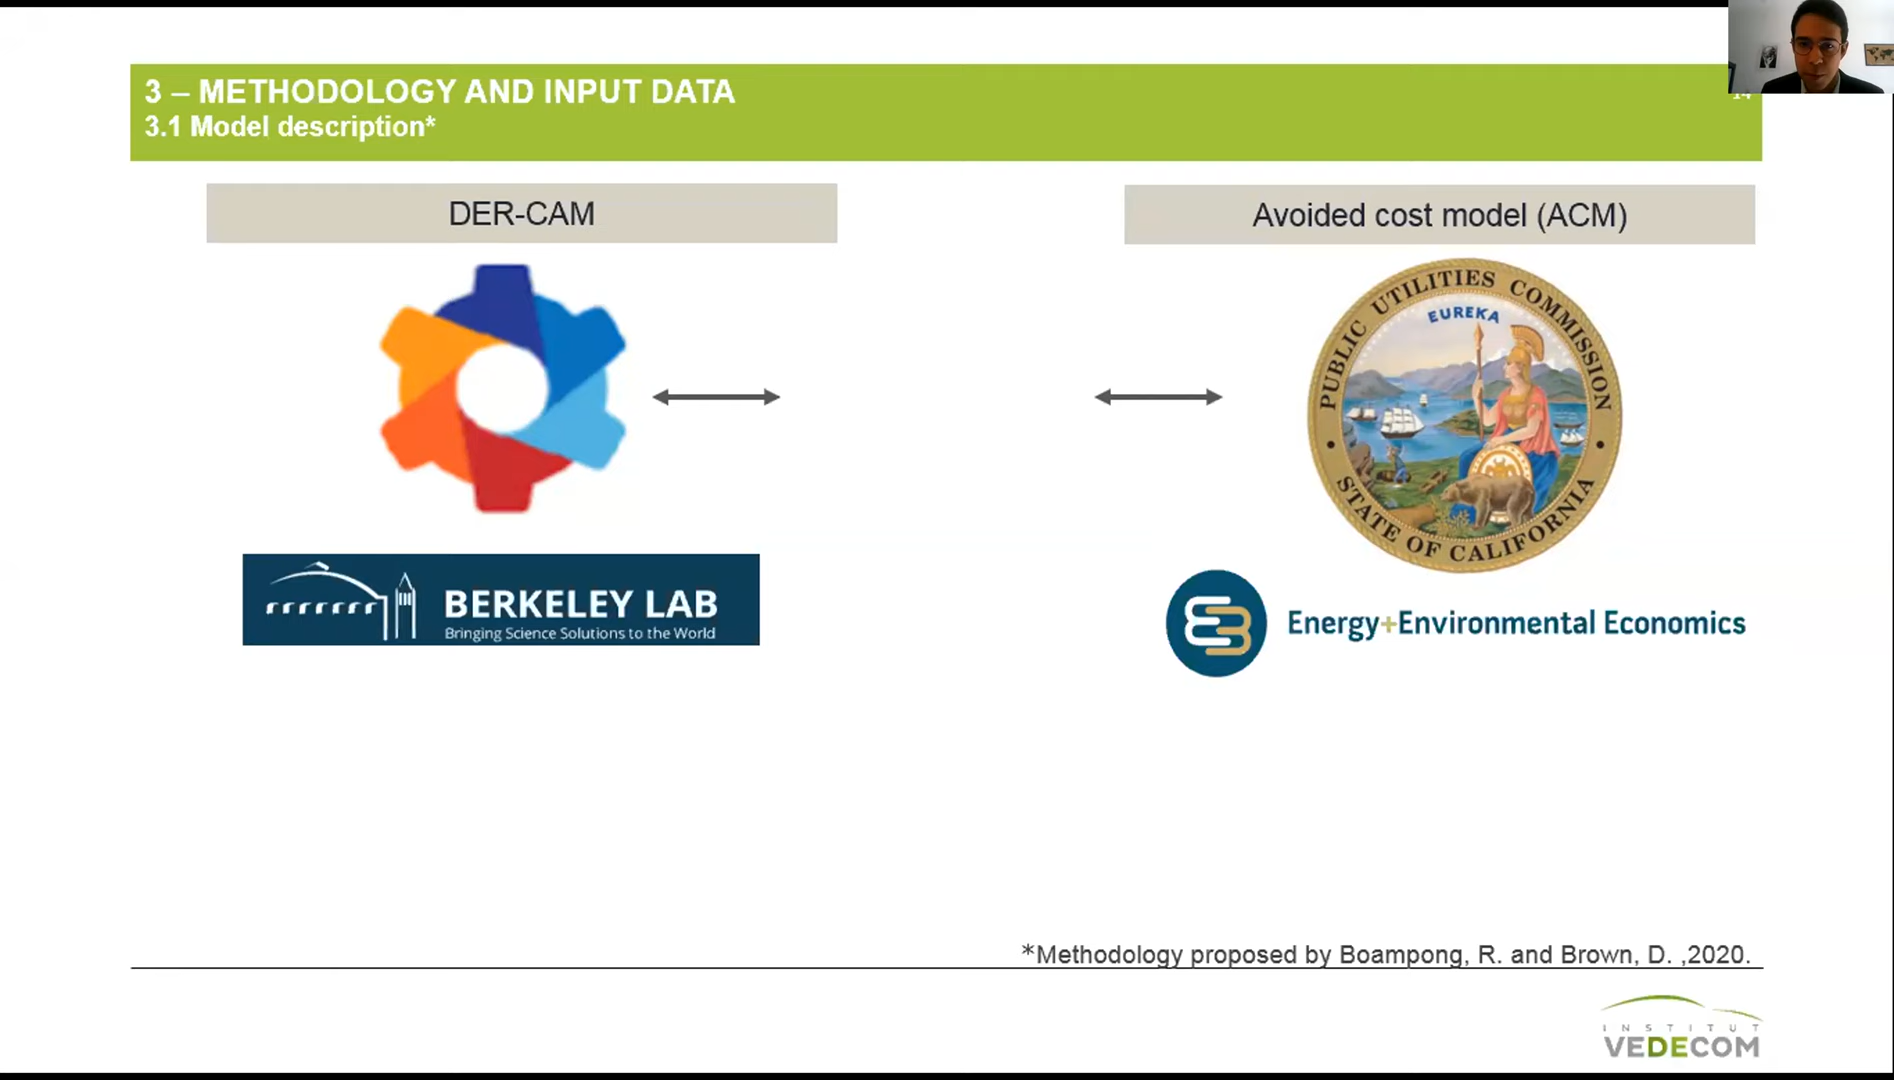 3 – METHODOLOGY AND INPUT DATA
3.1 Model description*
14
DER-CAM
Avoided cost model (ACM)
PUBLIC UTILITIES COMMISSION
EUREKA
STATE OF CALIFORNIA
BERKELEY LAB
Bringing Science Solutions to the World
Energy+Environmental Economics
*Methodology proposed by Boampong, R. and Brown, D. ,2020.
INSTITUT
VEDECOM